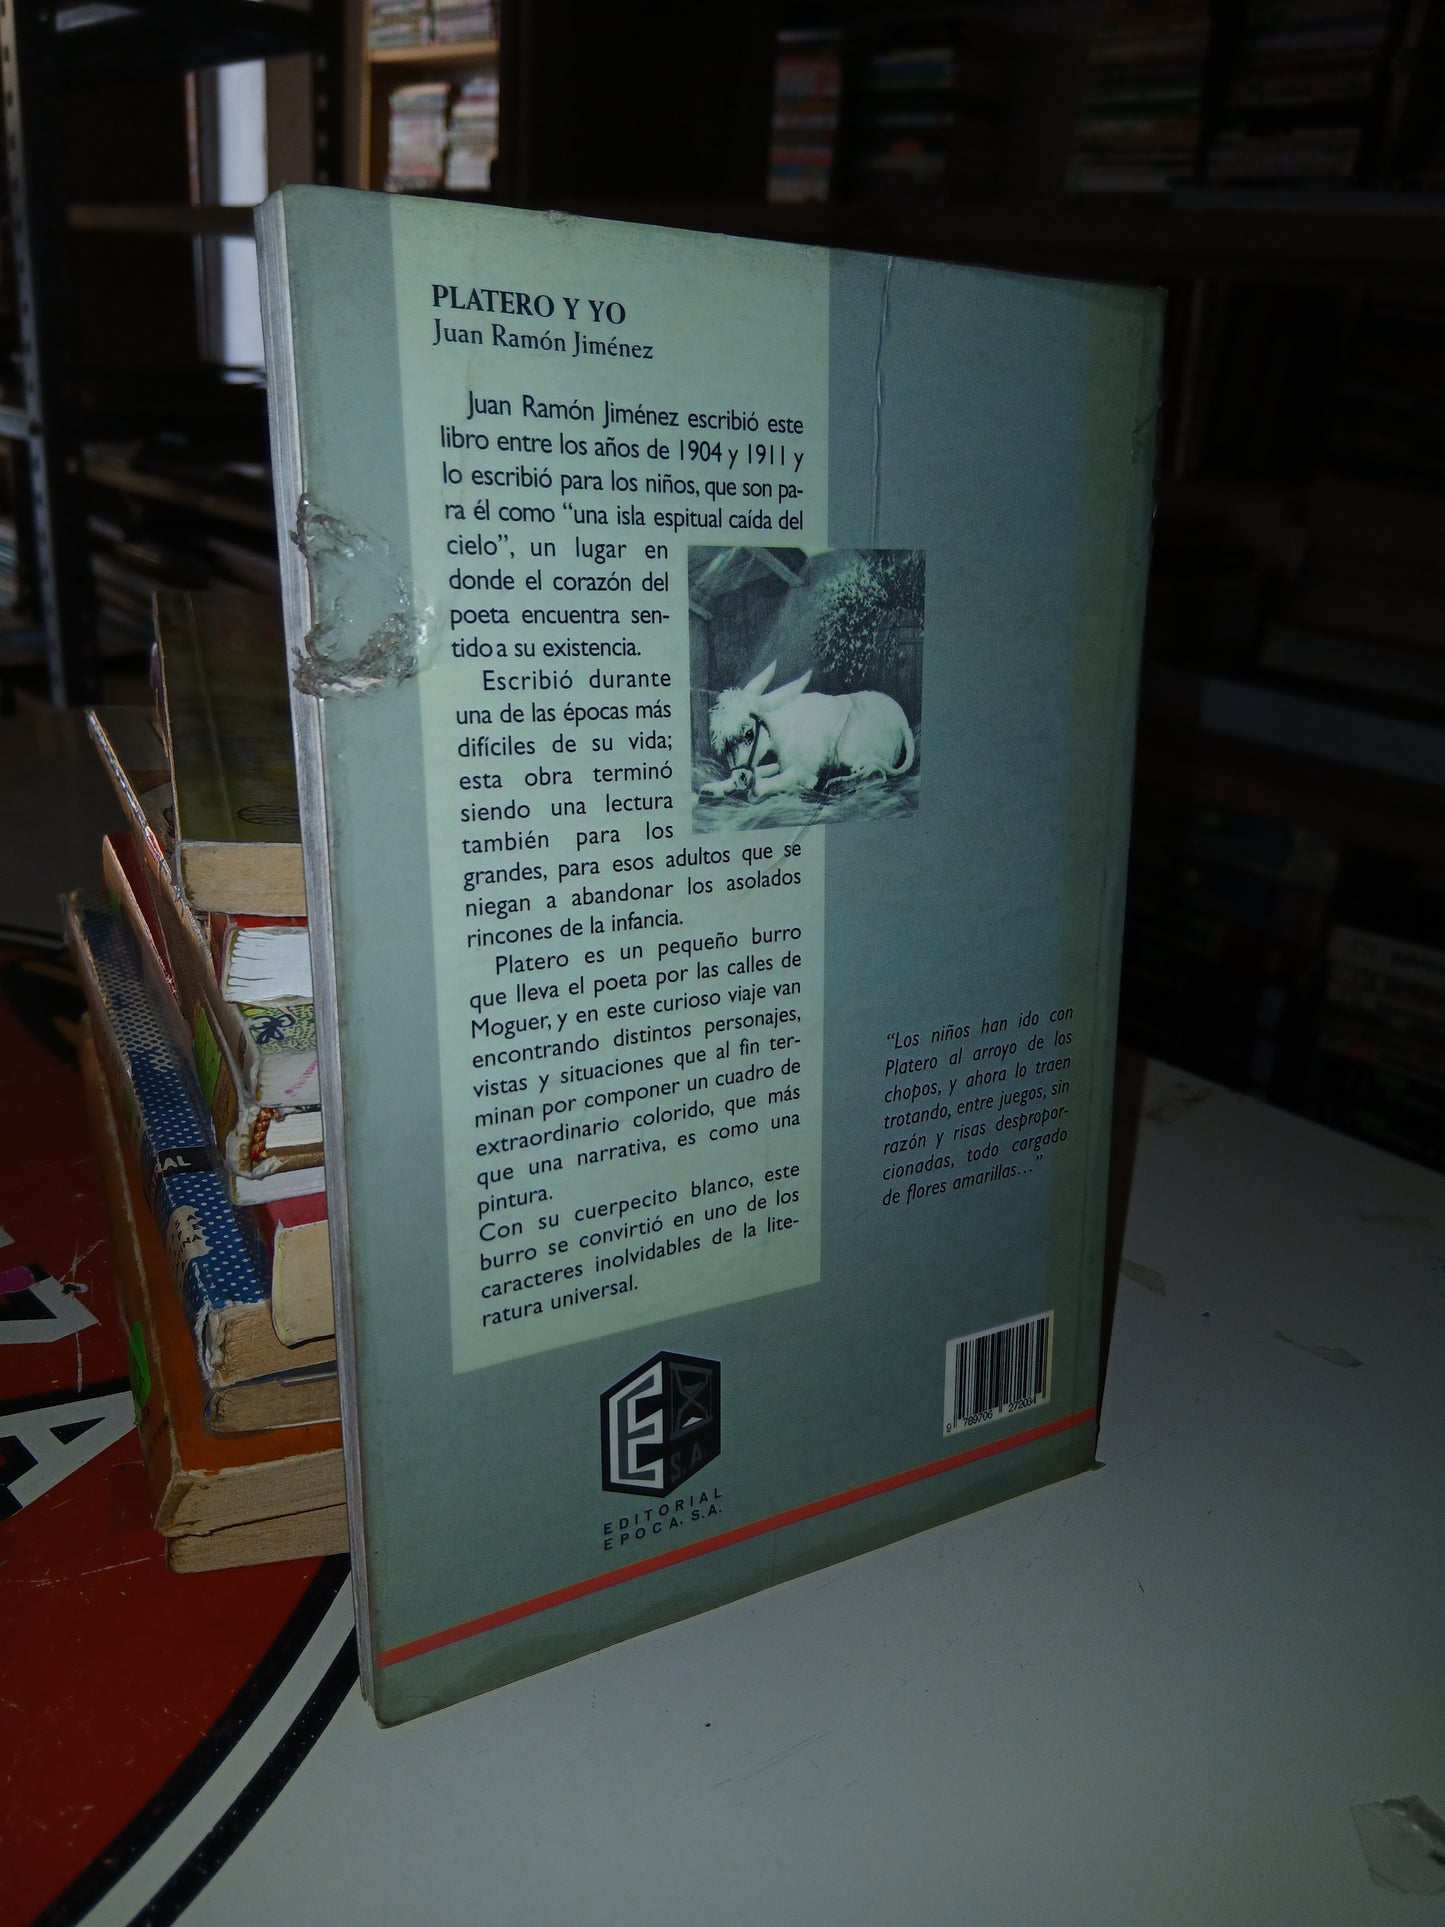 PLATERO Y YO
Juan Ramón Jiménez
Juan Ramón Jiménez escribió este
libro entre los años de 1904 y 1911 y
lo escribió para los niños, que son pa-
ra él como “una isla espitual caída del
cielo”, un lugar en
donde el corazón del
poeta encuentra sen-
tido a su existencia.
Escribió durante
una de las épocas más
difíciles de su vida;
esta obra terminó
siendo una lectura
también para los
grandes, para esos adultos que se
niegan a abandonar los asolados
rincones de la infancia.
Platero es un pequeño burro
que lleva el poeta por las calles de
Moguer, y en este curioso viaje van
encontrando distintos personajes,
vistas y situaciones que al fin ter-
minan por componer un cuadro de
extraordinario colorido, que más
que una narrativa, es como una
pintura.
Con su cuerpecito blanco, este
burro se convirtió en uno de los
caracteres inolvidables de la lite-
ratura universal.
“Los niños han ido con
Platero al arroyo de los
chopos, y ahora lo traen
trotando, entre juegos, sin
razón y risas despropor-
cionadas, todo cargado
de flores amarillas...”
9 789706 272084
E S.A.
EDITORIAL
EPOCA, S.A.